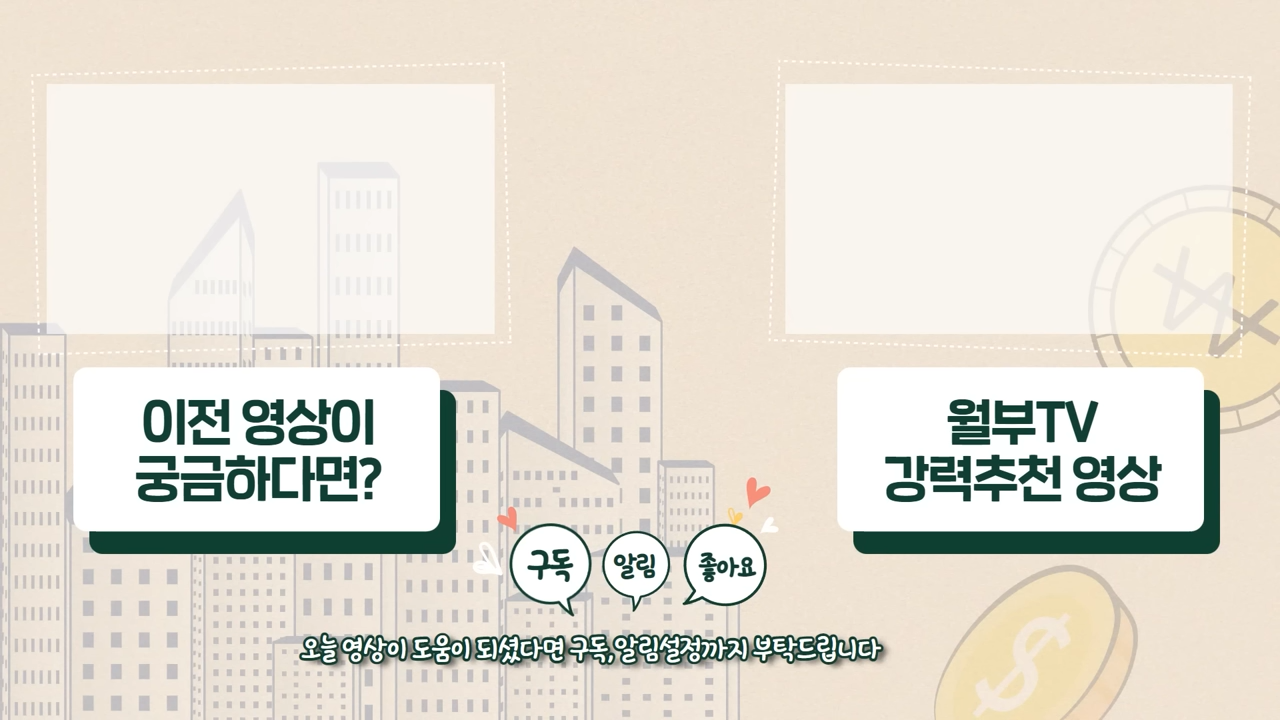 이전 영상이
궁금하다면?
월부TV
강력추천 영상
구독
알림
좋아요
오늘 영상이 도움이 되셨다면 구독,알림설정까지 부탁드립니다